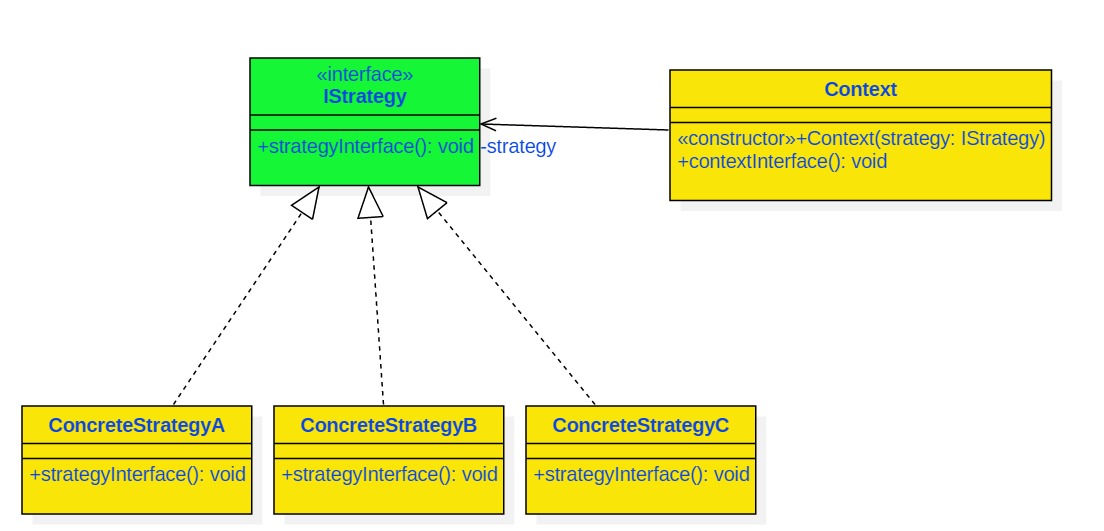 «interface»
IStrategy
+strategyInterface(): void
-strategy
Context
«constructor»+Context(strategy: IStrategy)
+contextInterface(): void
ConcreteStrategyA
+strategyInterface(): void
ConcreteStrategyB
+strategyInterface(): void
ConcreteStrategyC
+strategyInterface(): void